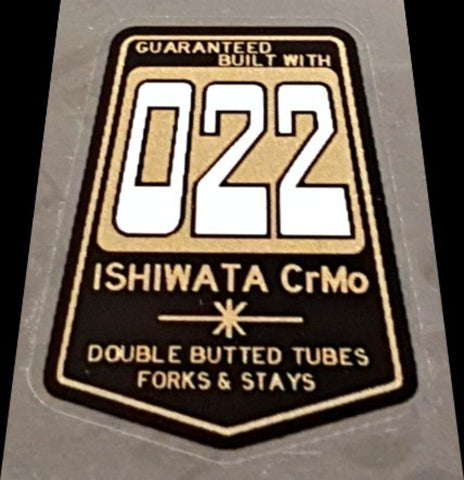 GUARANTEED
BUILT WITH
022
ISHIWATA CrMo
DOUBLE BUTTED TUBES
FORKS & STAYS